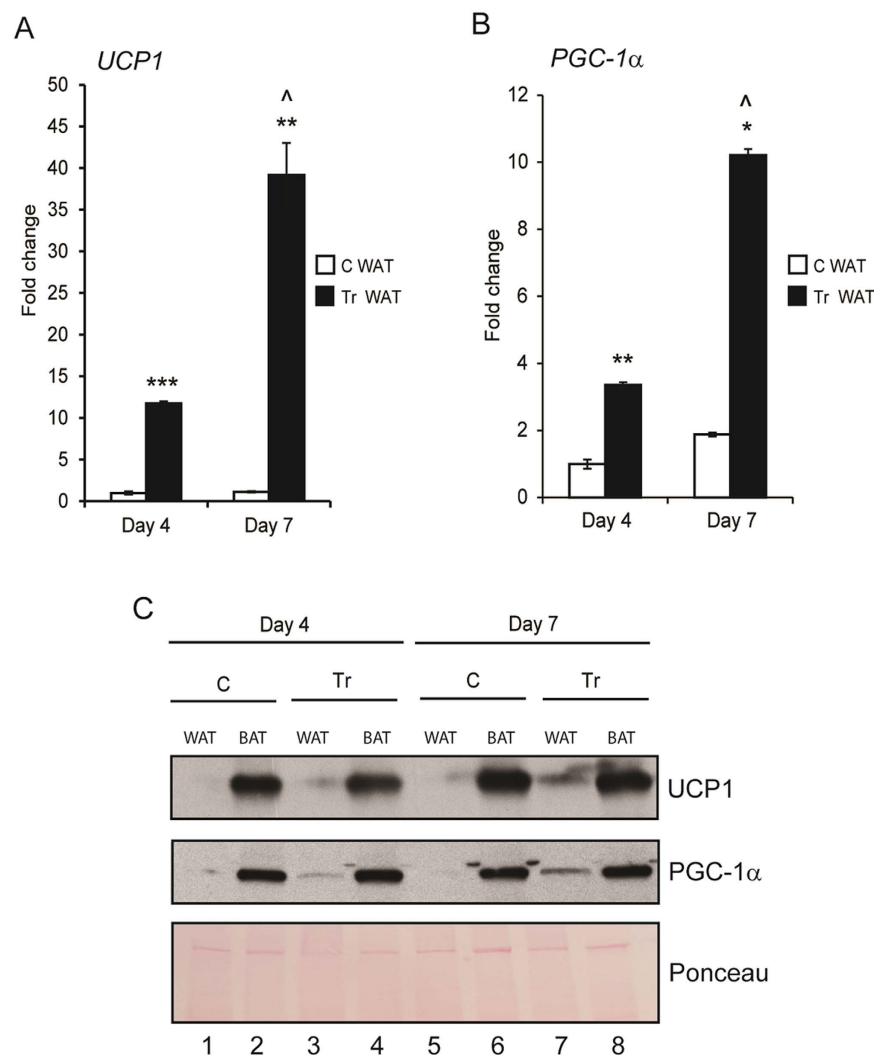 A
UCP1
50
45
40
35
30
25
20
15
10
5
0
Fold change
***
^
**
Day 4 Day 7
C WAT
Tr WAT
B
PGC-1α
12
10
8
6
4
2
0
Fold change
**
^
*
Day 4 Day 7
C WAT
Tr WAT
C
Day 4 Day 7
C Tr C Tr
WAT BAT WAT BAT WAT BAT WAT BAT
UCP1
PGC-1α
Ponceau
1 2 3 4 5 6 7 8